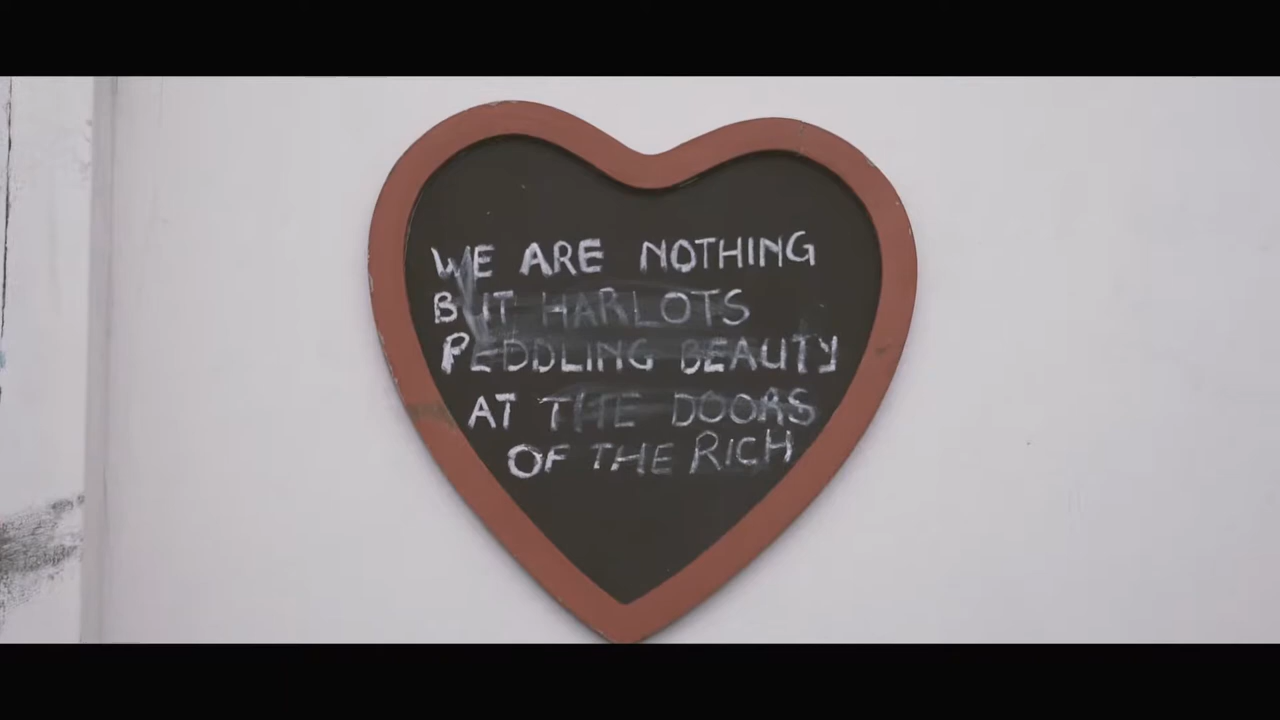 WE ARE NOTHING
BUT HARLOTS
PEDDLING BEAUTY
AT THE DOORS
OF THE RICH